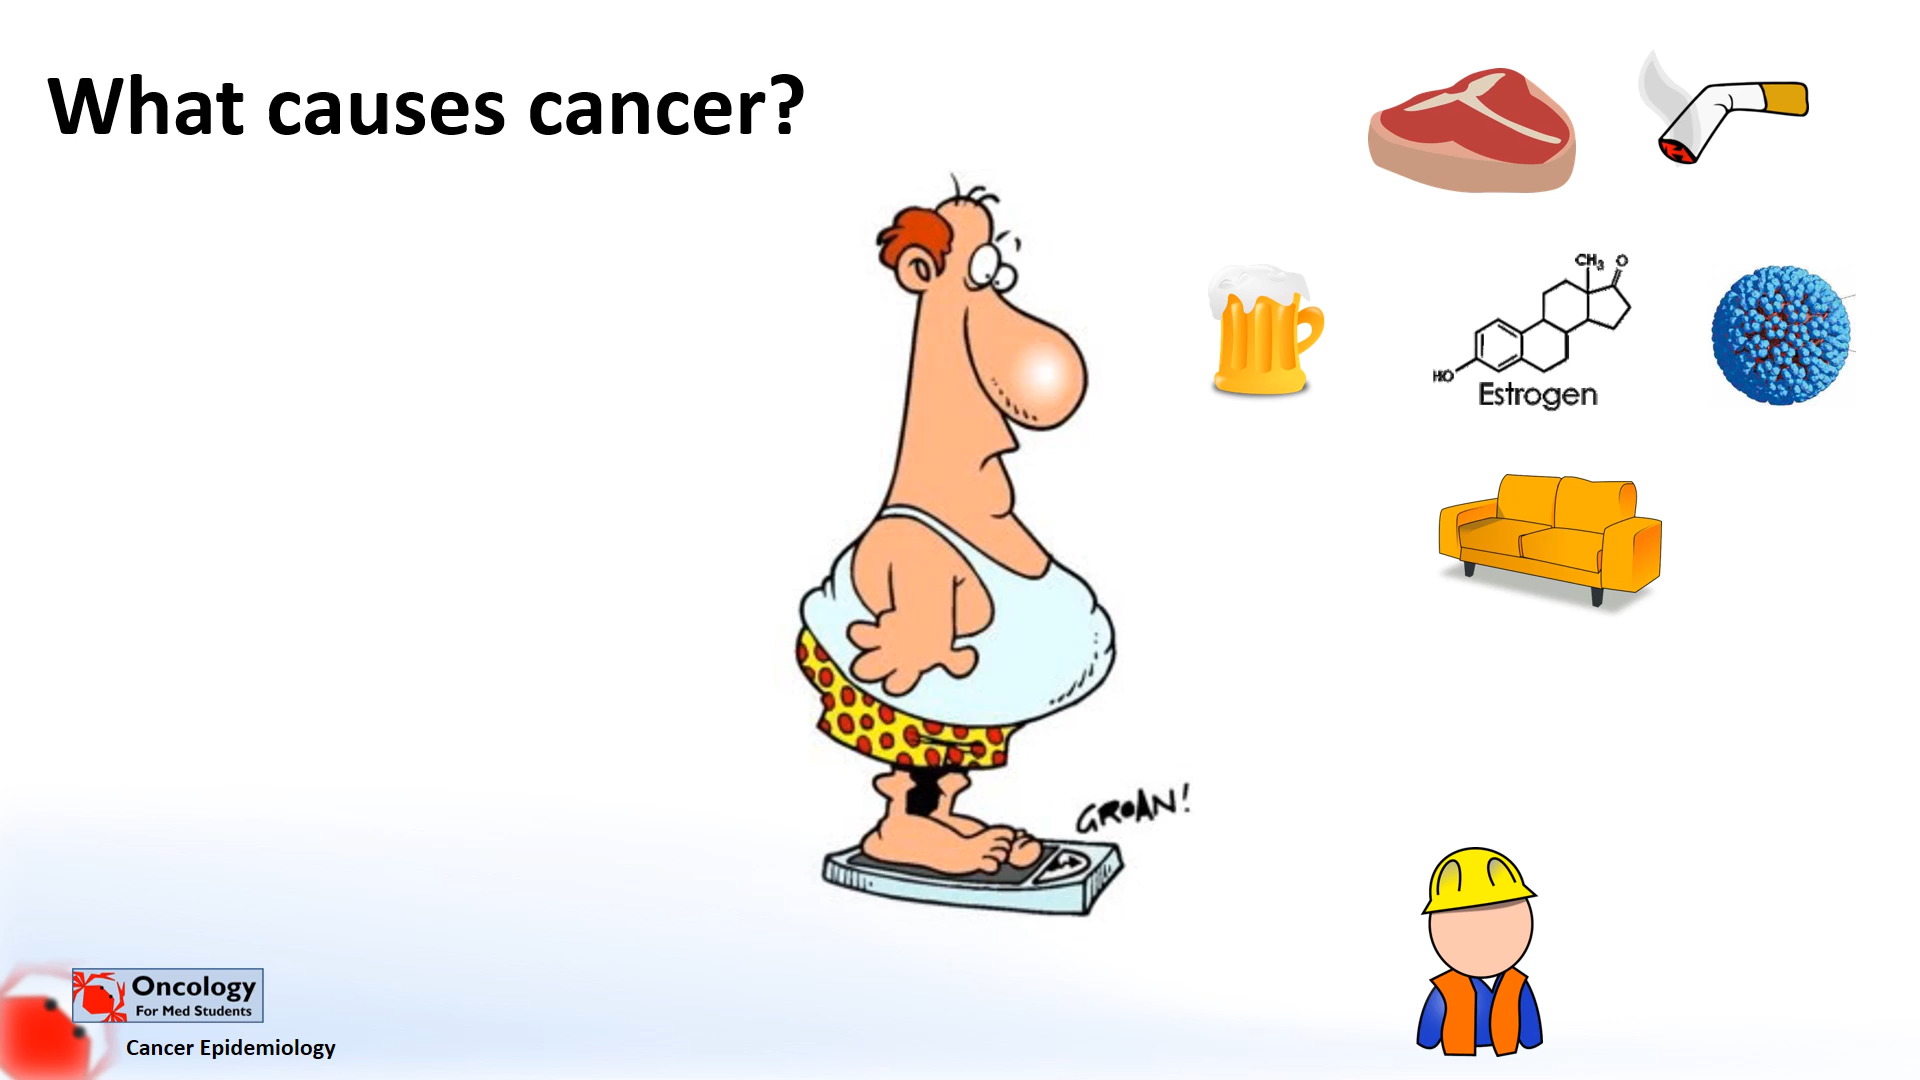 What causes cancer?
CH3 O
HO
Estrogen
GROAN!
Oncology
For Med Students
Cancer Epidemiology